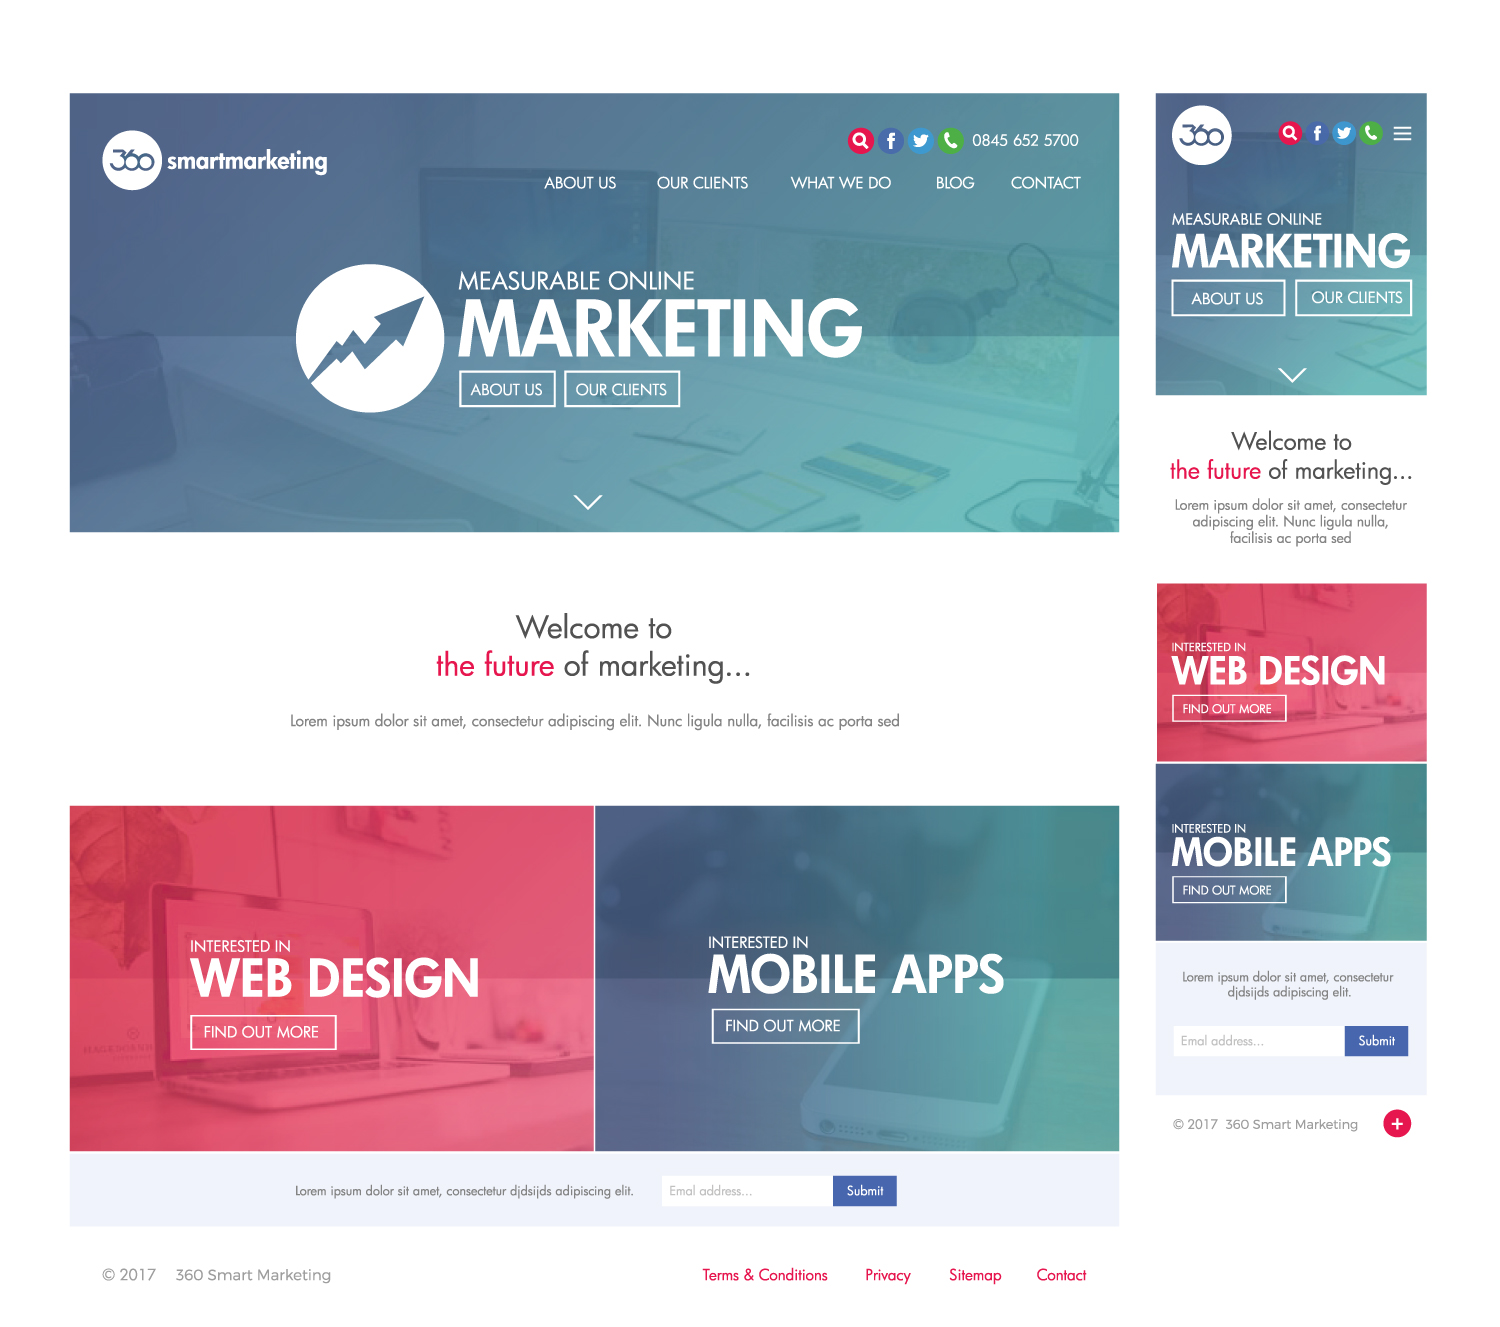 360 smartmarketing
0845 652 5700
ABOUT US OUR CLIENTS WHAT WE DO BLOG CONTACT
MEASURABLE ONLINE
MARKETING
ABOUT US OUR CLIENTS
Welcome to
the future of marketing...
Lorem ipsum dolor sit amet, consectetur adipiscing elit. Nunc ligula nulla, facilisis ac porta sed
INTERESTED IN
WEB DESIGN
FIND OUT MORE
INTERESTED IN
MOBILE APPS
FIND OUT MORE
Lorem ipsum dolor sit amet, consectetur djdsijds adipiscing elit.
Emal address... Submit
© 2017 360 Smart Marketing
Terms & Conditions Privacy Sitemap Contact
360
MEASURABLE ONLINE
MARKETING
ABOUT US OUR CLIENTS
Welcome to
the future of marketing...
Lorem ipsum dolor sit amet, consectetur
adipiscing elit. Nunc ligula nulla,
facilisis ac porta sed
INTERESTED IN
WEB DESIGN
FIND OUT MORE
INTERESTED IN
MOBILE APPS
FIND OUT MORE
Lorem ipsum dolor sit amet, consectetur
djdsijds adipiscing elit.
Emal address... Submit
© 2017 360 Smart Marketing